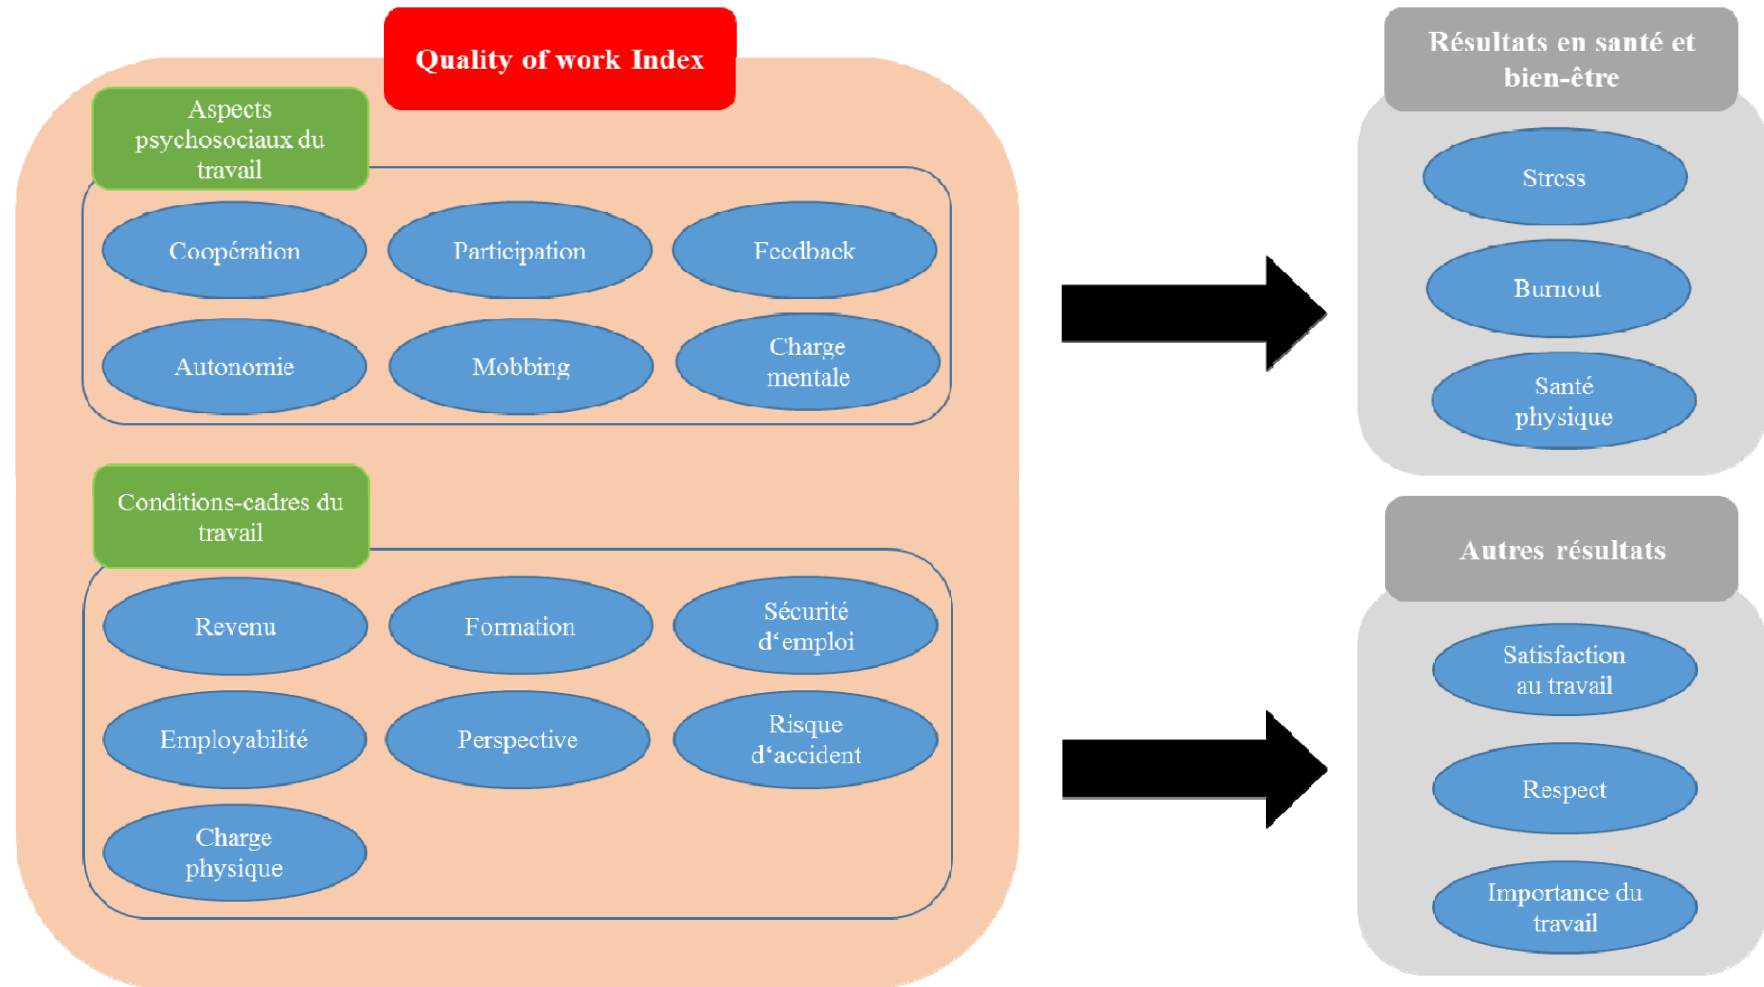 Quality of work Index
Aspects
psychosociaux du
travail
Coopération
Participation
Feedback
Autonomie
Mobbing
Charge
mentale
Conditions-cadres du
travail
Revenu
Formation
Sécurité
d‘emploi
Employabilité
Perspective
Risque
d‘accident
Charge
physique
Résultats en santé et
bien-être
Stress
Burnout
Santé
physique
Autres résultats
Satisfaction
au travail
Respect
Importance du
travail